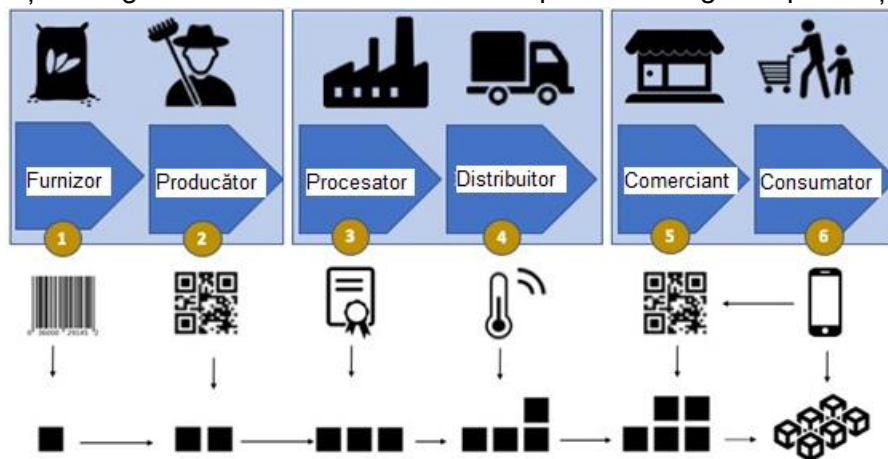 Furnizor
Producător
Procesator
Distribuitor
Comerciant
Consumator
1
2
3
4
5
6